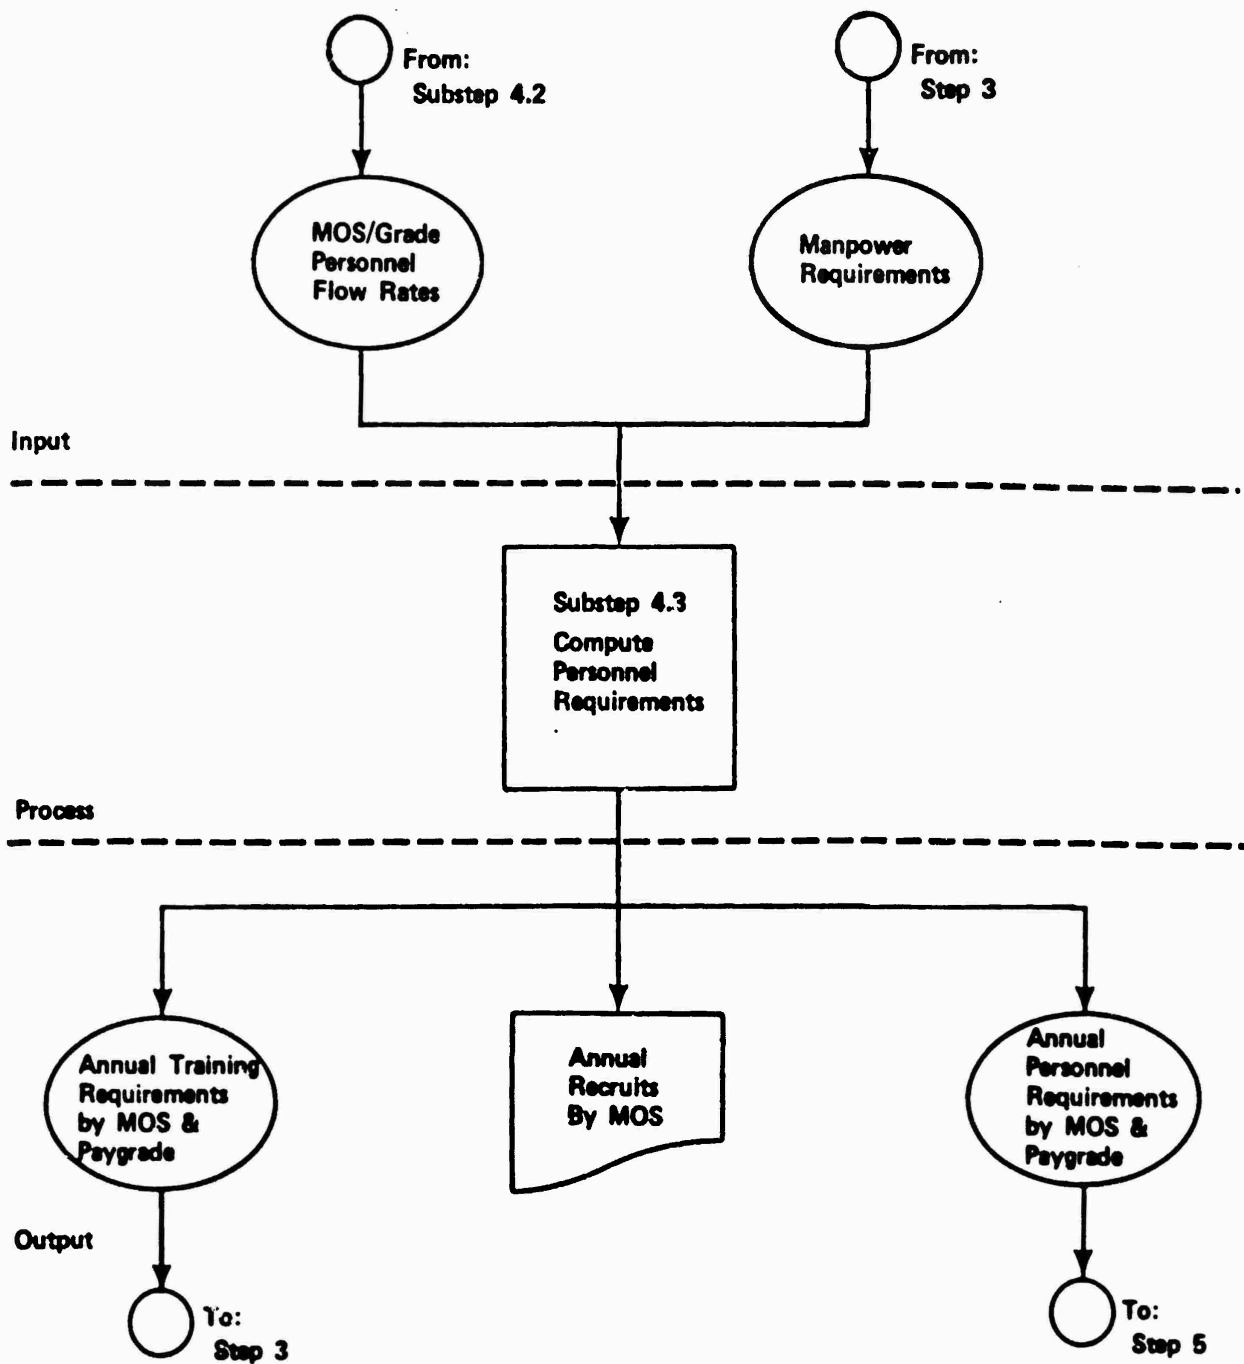 From:
Substep 4.2
From:
Step 3
MOS/Grade
Personnel
Flow Rates
Manpower
Requirements
Input
Substep 4.3
Compute
Personnel
Requirements
Process
Annual Training
Requirements
by MOS &
Paygrade
Annual
Recruits
By MOS
Annual
Personnel
Requirements
by MOS &
Paygrade
Output
To:
Step 3
To:
Step 5